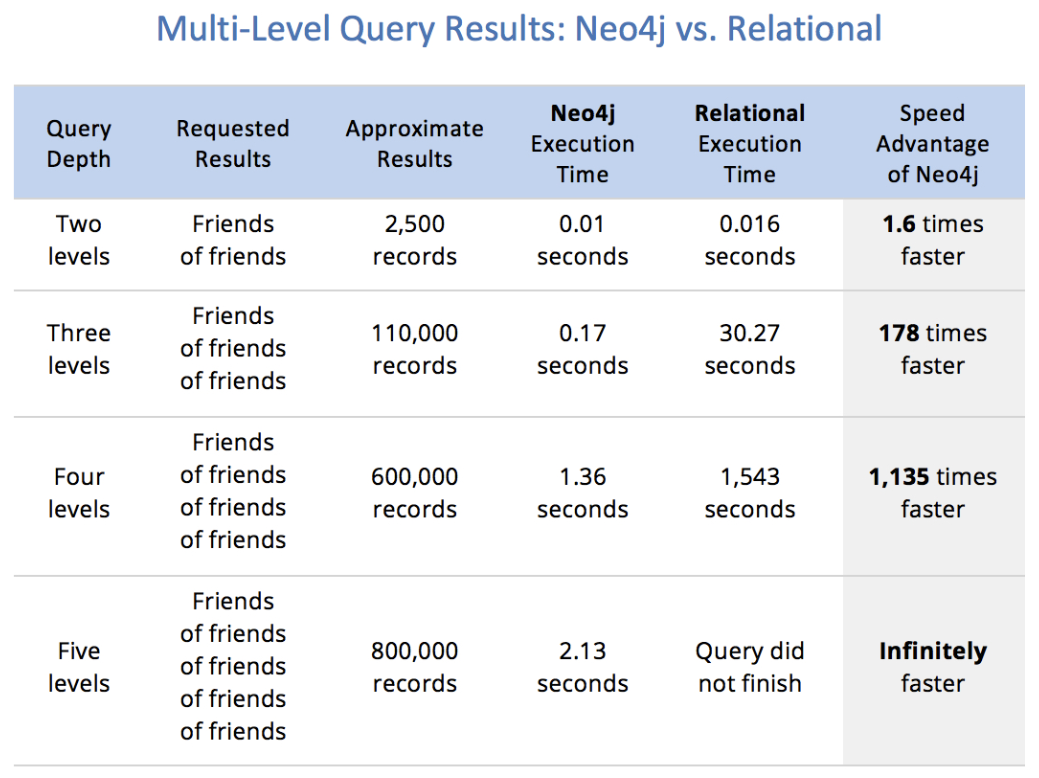 Multi-Level Query Results: Neo4j vs. Relational
Query Depth
Requested Results
Approximate Results
Neo4j Execution Time
Relational Execution Time
Speed Advantage of Neo4j
Two levels
Friends of friends
2,500 records
0.01 seconds
0.016 seconds
1.6 times faster
Three levels
Friends of friends of friends
110,000 records
0.17 seconds
30.27 seconds
178 times faster
Four levels
Friends of friends of friends of friends
600,000 records
1.36 seconds
1,543 seconds
1,135 times faster
Five levels
Friends of friends of friends of friends of friends
800,000 records
2.13 seconds
Query did not finish
Infinitely faster